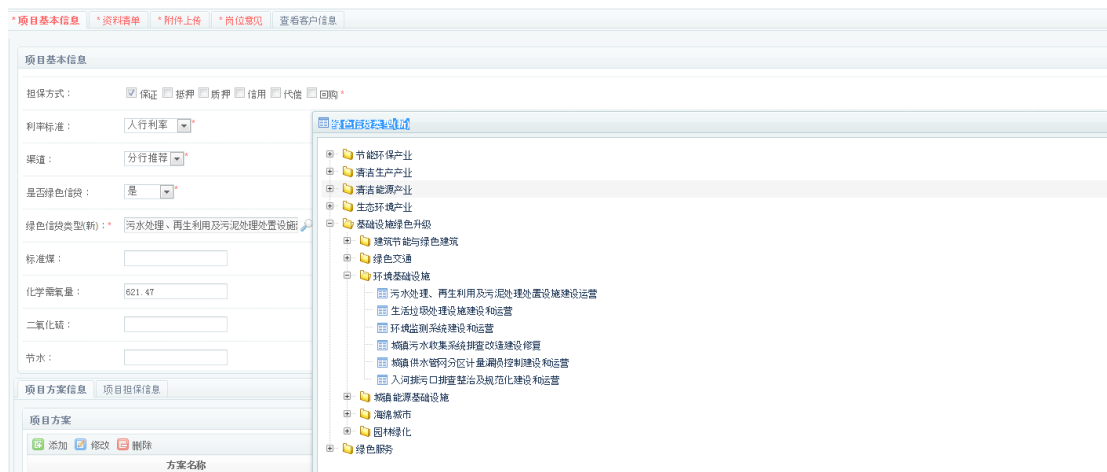 *项目基本信息 *资料清单 *附件上传 *岗位意见 查看客户信息
项目基本信息
担保方式： 保证 抵押 质押 信用 代偿 回购 *
利率标准： 人行利率 *
绿色信贷类型(新)
渠道： 分行推荐 *
是否绿色信贷： 是 *
绿色信贷类型(新)：* 污水处理、再生利用及污泥处理处置设施
标准煤：
化学需氧量： 621.47
二氧化硫：
节水：
节能环保产业
清洁生产产业
清洁能源产业
生态环境产业
基础设施绿色升级
建筑节能与绿色建筑
绿色交通
环境基础设施
污水处理、再生利用及污泥处理处置设施建设运营
生活垃圾处理设施建设和运营
环境监测系统建设和运营
城镇污水收集系统排查改造建设修复
城镇供水管网分区计量漏损控制建设和运营
入河排污口排查整治及规范化建设和运营
城镇能源基础设施
海绵城市
园林绿化
绿色服务
项目方案信息 项目担保信息
项目方案
添加 修改 删除
方案名称